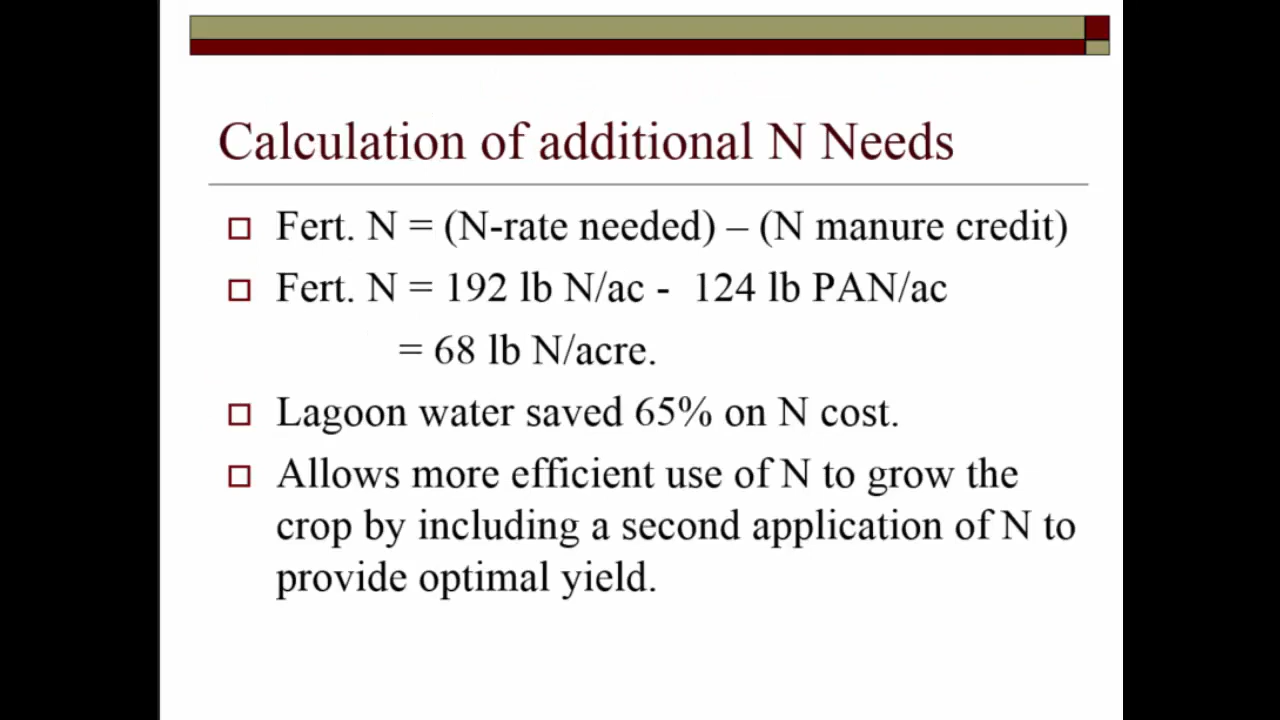 Calculation of additional N Needs
Fert. N = (N-rate needed) – (N manure credit)
Fert. N = 192 lb N/ac - 124 lb PAN/ac
= 68 lb N/acre.
Lagoon water saved 65% on N cost.
Allows more efficient use of N to grow the
crop by including a second application of N to
provide optimal yield.